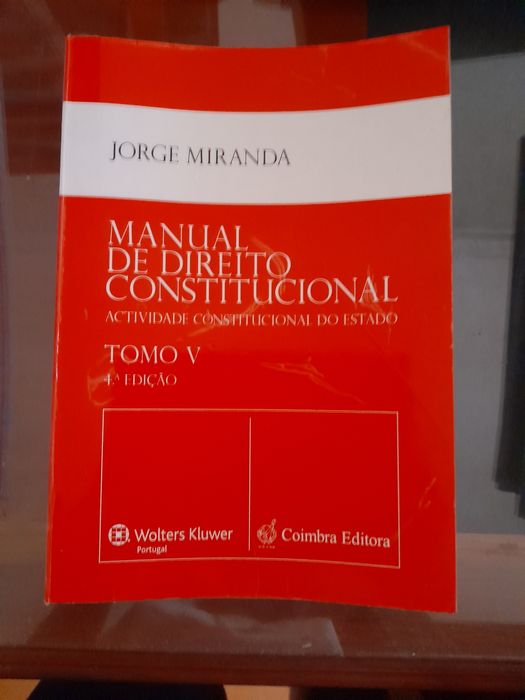 JORGE MIRANDA
MANUAL
DE DIREITO
CONSTITUCIONAL
ACTIVIDADE CONSTITUCIONAL DO ESTADO
TOMO V
4.ª EDIÇÃO
Wolters Kluwer
Portugal
Coimbra Editora